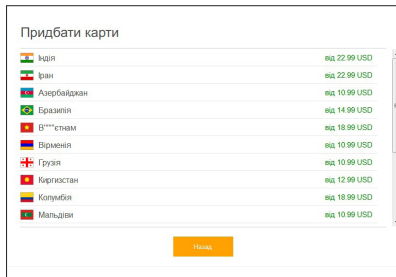 Придбати карти
Індія від 22.99 USD
Іран від 22.99 USD
Азербайджан від 10.99 USD
Бразилія від 14.99 USD
В****єтнам від 18.99 USD
Вірменія від 10.99 USD
Грузія від 10.99 USD
Киргизстан від 12.99 USD
Колумбія від 18.99 USD
Мальдіви від 10.99 USD
Назад